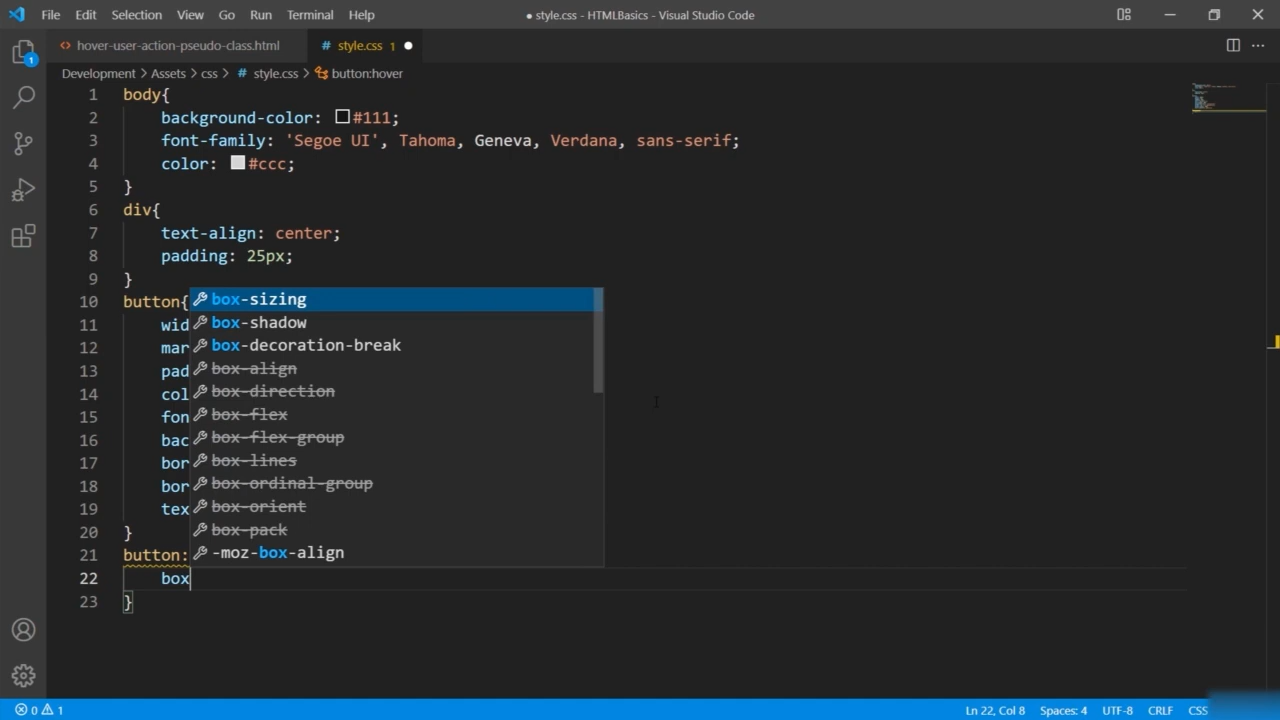 File Edit Selection View Go Run Terminal Help ● style.css - HTMLBasics - Visual Studio Code
<> hover-user-action-pseudo-class.html # style.css 1 ●
Development > Assets > css > # style.css > button:hover
1 body{
2 background-color: #111;
3 font-family: 'Segoe UI', Tahoma, Geneva, Verdana, sans-serif;
4 color: #ccc;
5 }
6 div{
7 text-align: center;
8 padding: 25px;
9 }
10 button{
box-sizing
11 wid
box-shadow
12 mar
box-decoration-break
13 pad
box-align
14 col
box-direction
15 fon
box-flex
16 bac
box-flex-group
17 bor
box-lines
18 bor
box-ordinal-group
19 tex
box-orient
20 }
box-pack
21 button:
-moz-box-align
22 box
23 }
1
0 1
Ln 22, Col 8 Spaces: 4 UTF-8 CRLF CSS